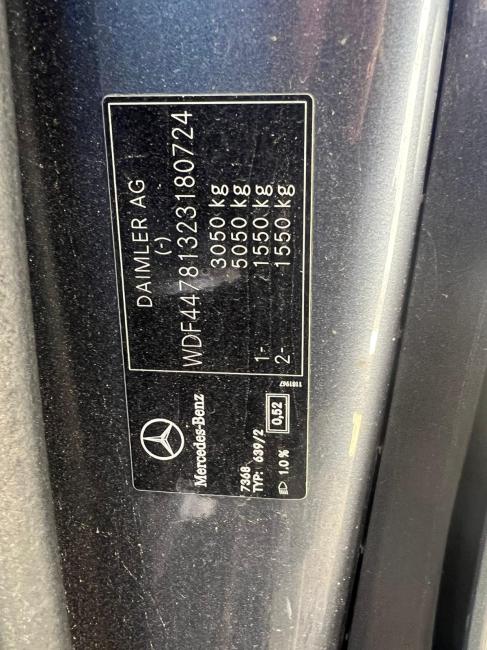 DAIMLER AG
(-)
WDF44781323180724
3050 kg
5050 kg
1- 1550 kg
2- 1550 kg
1181967
Mercedes-Benz
7368
TYP: 639/2
0,52
1.0 %